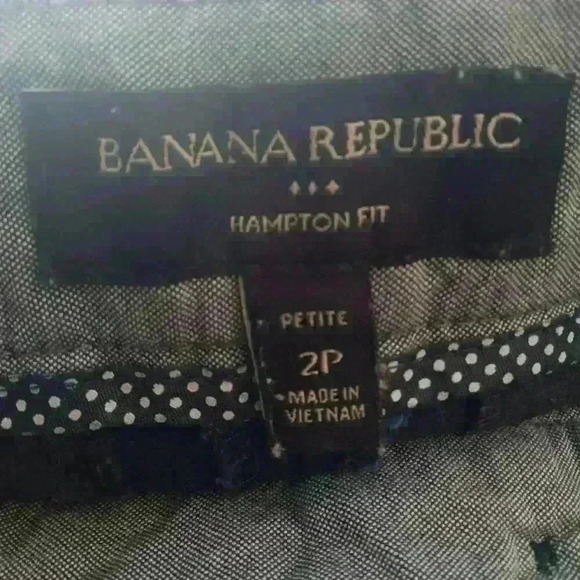 BANANA REPUBLIC
HAMPTON FIT
PETITE
2P
MADE IN
VIETNAM